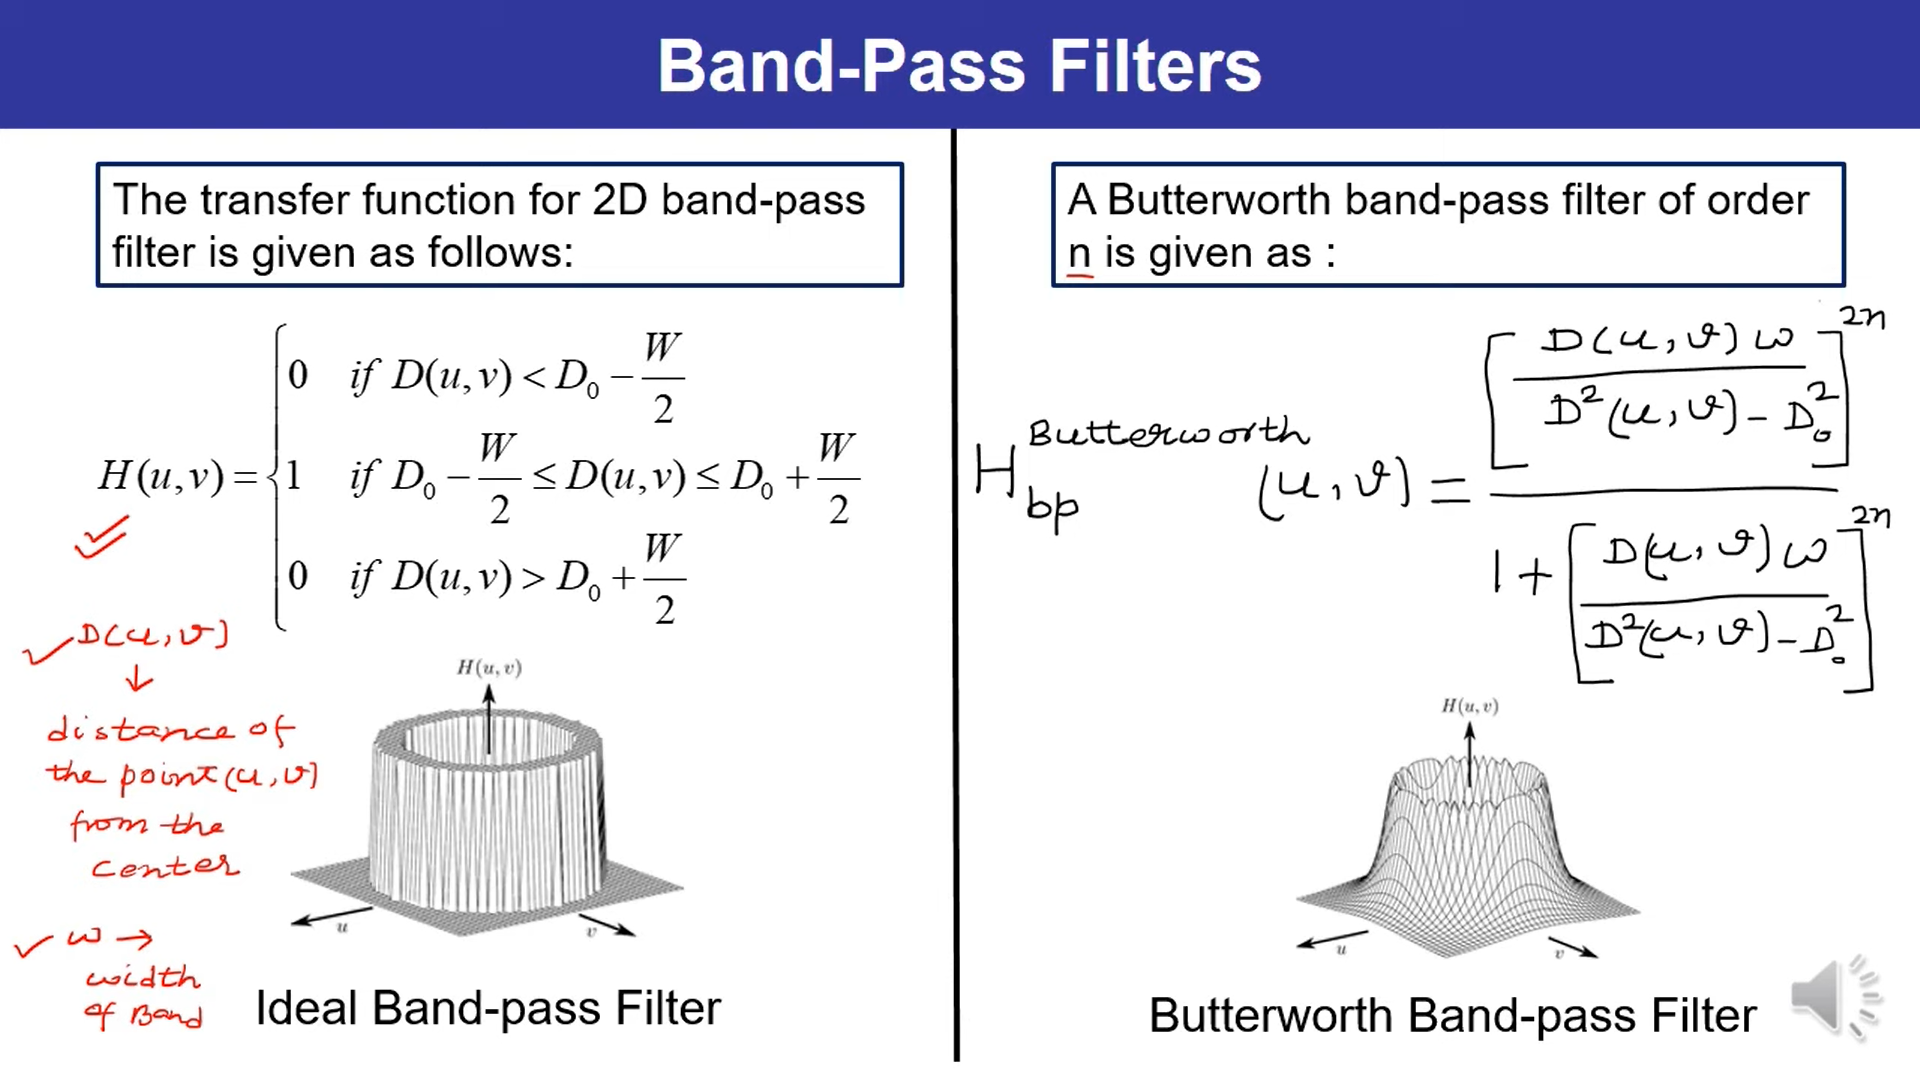 Band-Pass Filters
The transfer function for 2D band-pass
filter is given as follows:
H(u,v) = { 0 if D(u,v) < D₀ − W/2
1 if D₀ − W/2 ≤ D(u,v) ≤ D₀ + W/2
0 if D(u,v) > D₀ + W/2
D(u,v)
↓
distance of
the point(u,v)
from the
center
w →
width
of Band
H(u,v)
u
v
Ideal Band-pass Filter
A Butterworth band-pass filter of order
n is given as :
H_bp^Butterworth (u,v) = [D(u,v)w / D²(u,v) − D₀²]^2n / 1 + [D(u,v)w / D²(u,v) − D₀²]^2n
H(u,v)
u
v
Butterworth Band-pass Filter